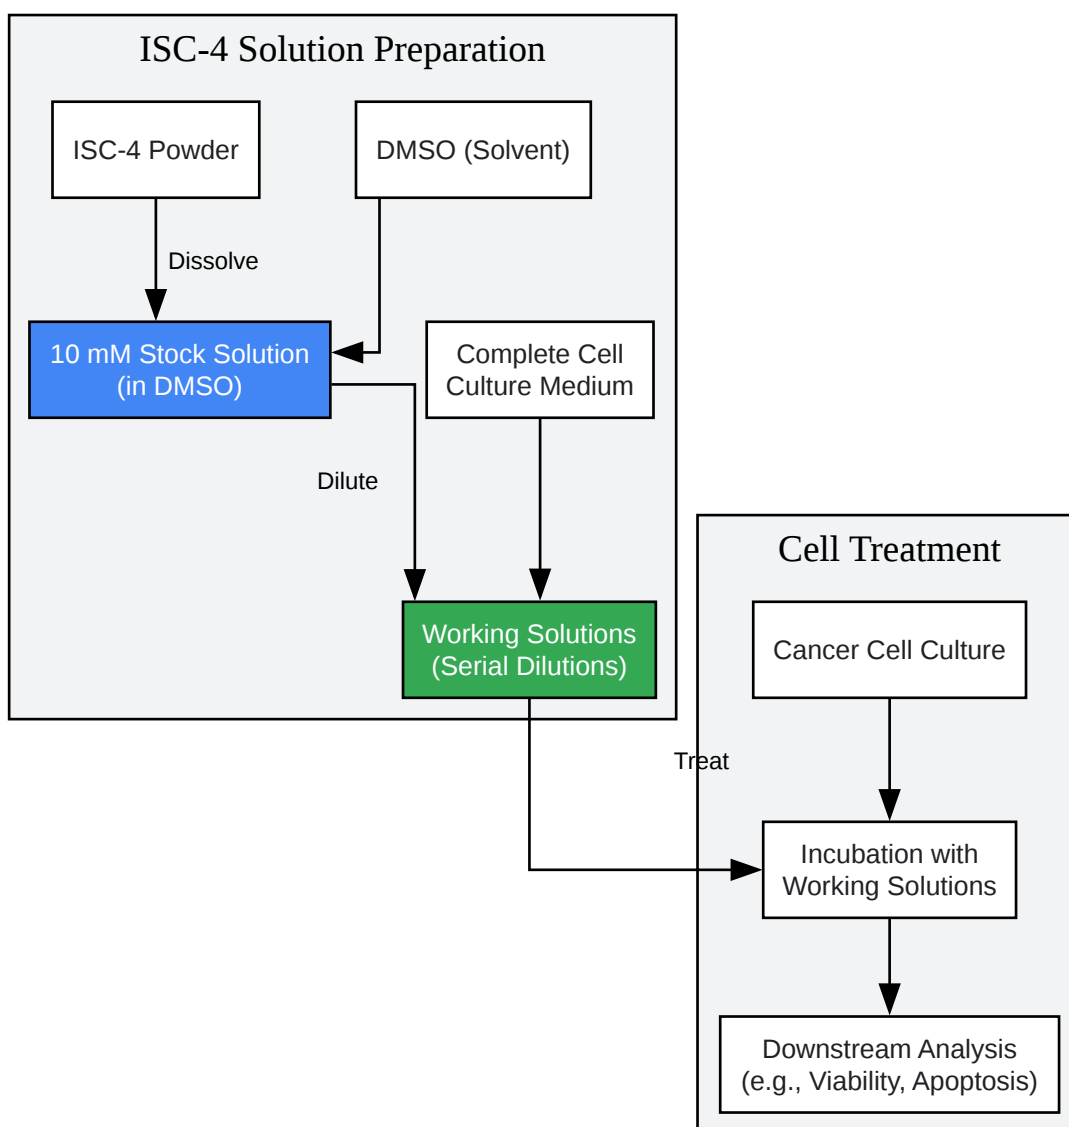 ISC-4 Solution Preparation
ISC-4 Powder
DMSO (Solvent)
Dissolve
10 mM Stock Solution
(in DMSO)
Complete Cell
Culture Medium
Dilute
Working Solutions
(Serial Dilutions)
Cell Treatment
Cancer Cell Culture
Treat
Incubation with
Working Solutions
Downstream Analysis
(e.g., Viability, Apoptosis)